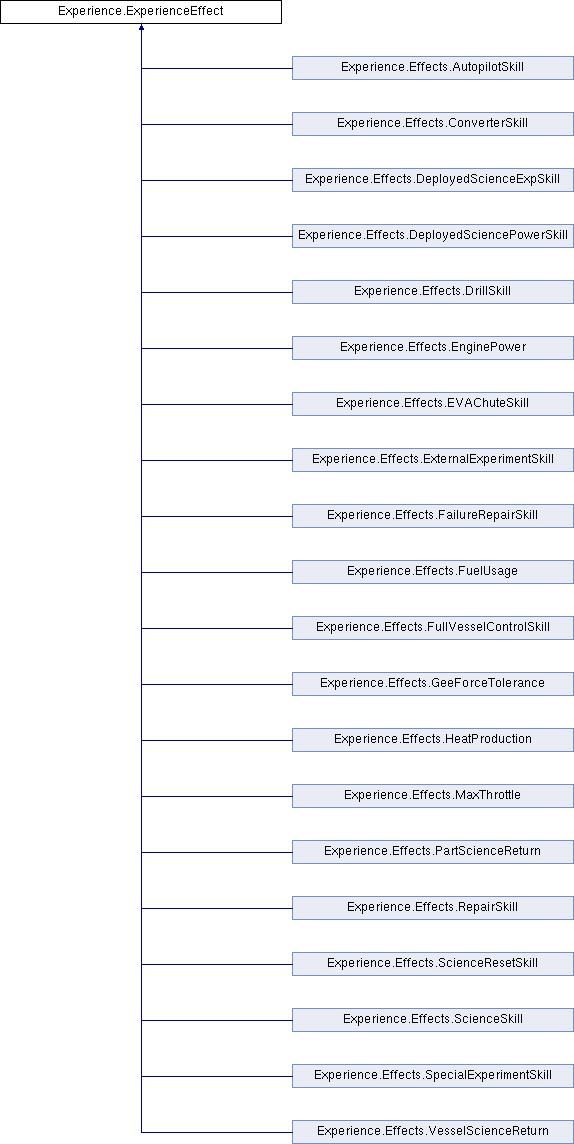 Experience.ExperienceEffect
Experience.Effects.AutopilotSkill
Experience.Effects.ConverterSkill
Experience.Effects.DeployedScienceExpSkill
Experience.Effects.DeployedSciencePowerSkill
Experience.Effects.DrillSkill
Experience.Effects.EnginePower
Experience.Effects.EVAChuteSkill
Experience.Effects.ExternalExperimentSkill
Experience.Effects.FailureRepairSkill
Experience.Effects.FuelUsage
Experience.Effects.FullVesselControlSkill
Experience.Effects.GeeForceTolerance
Experience.Effects.HeatProduction
Experience.Effects.MaxThrottle
Experience.Effects.PartScienceReturn
Experience.Effects.RepairSkill
Experience.Effects.ScienceResetSkill
Experience.Effects.ScienceSkill
Experience.Effects.SpecialExperimentSkill
Experience.Effects.VesselScienceReturn